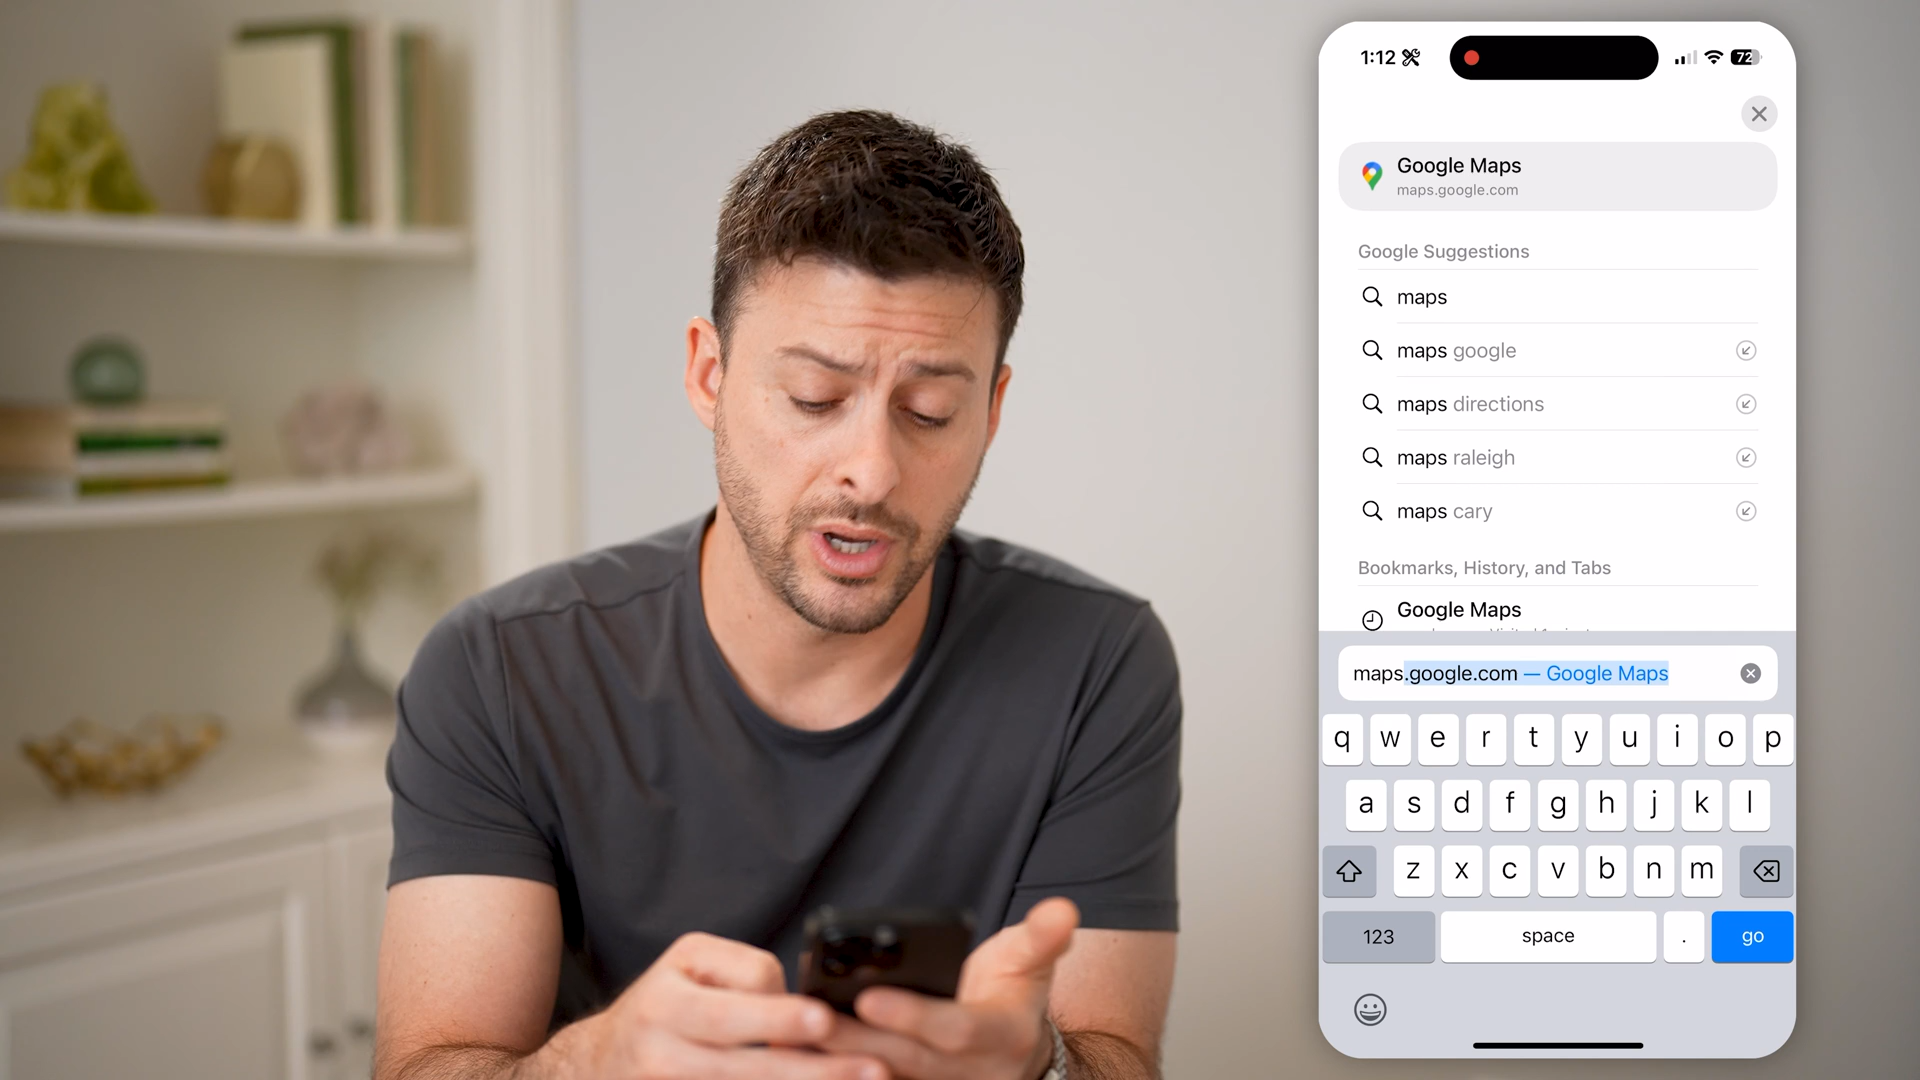 1:12
72
Google Maps
maps.google.com
Google Suggestions
maps
maps google
maps directions
maps raleigh
maps cary
Bookmarks, History, and Tabs
Google Maps
maps.google.com — Google Maps
q w e r t y u i o p
a s d f g h j k l
z x c v b n m
123 space . go